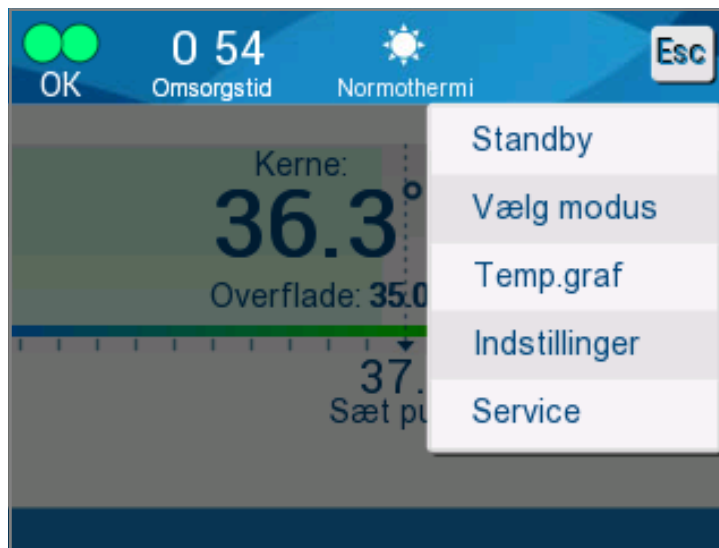 0 54
Esc
OK
Omsorgstid
Normothermi
Standby
Kerne:
Vælg modus
36.3°
Temp.graf
Overflade: 35.0
Indstillinger
37.
Sæt
Service